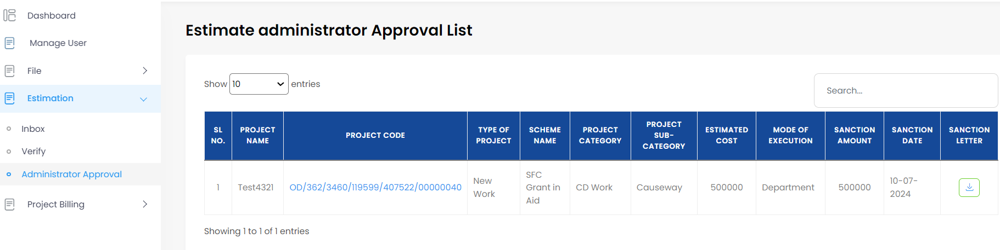 Dashboard
Manage User
File
Estimation
Inbox
Verify
Administrator Approval
Project Billing
Estimate administrator Approval List
Show 10 entries
Search...
SL NO.
PROJECT NAME
PROJECT CODE
TYPE OF PROJECT
SCHEME NAME
PROJECT CATEGORY
PROJECT SUB-CATEGORY
ESTIMATED COST
MODE OF EXECUTION
SANCTION AMOUNT
SANCTION DATE
SANCTION LETTER
1
Test4321
OD/362/3460/119599/407522/00000040
New Work
SFC Grant in Aid
CD Work
Causeway
500000
Department
500000
10-07-2024
Showing 1 to 1 of 1 entries